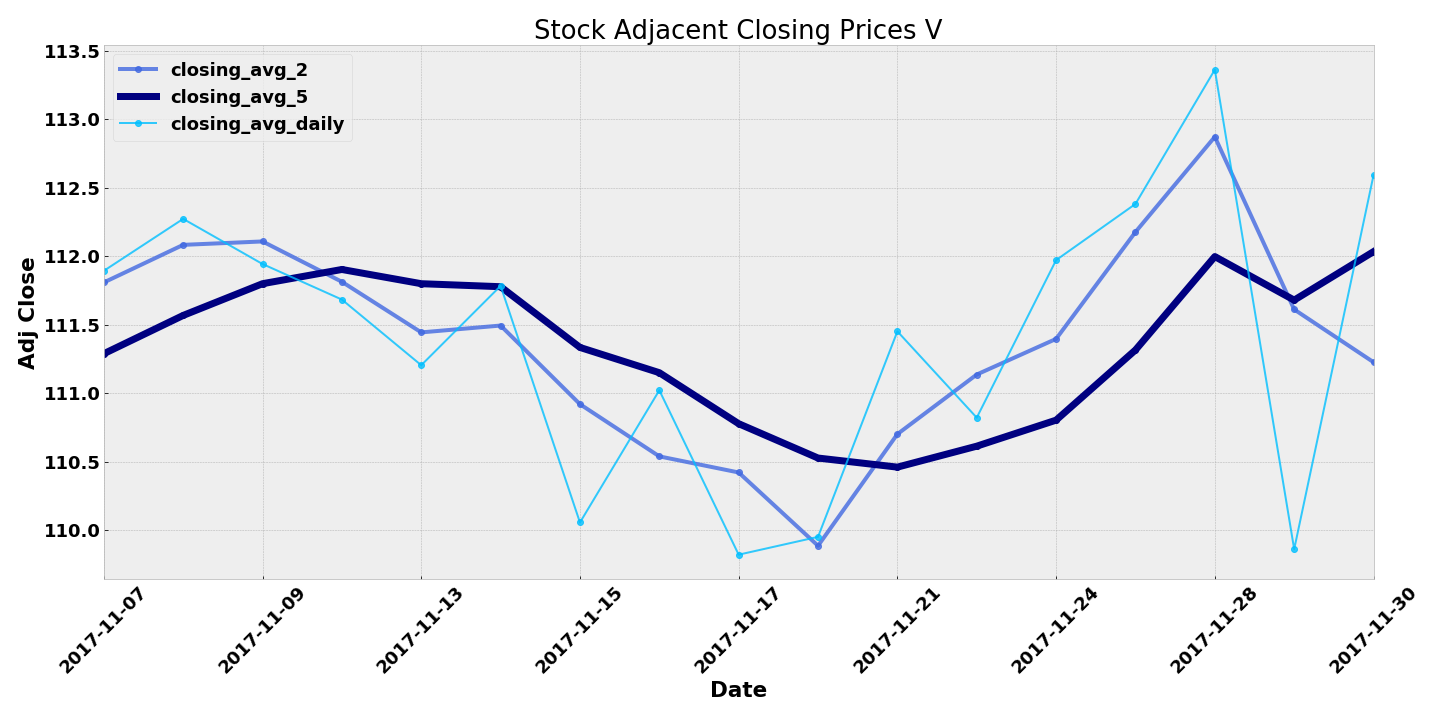 Stock Adjacent Closing Prices V
closing_avg_2
closing_avg_5
closing_avg_daily
Adj Close
113.5
113.0
112.5
112.0
111.5
111.0
110.5
110.0
2017-11-07
2017-11-09
2017-11-13
2017-11-15
2017-11-17
2017-11-21
2017-11-24
2017-11-28
2017-11-30
Date